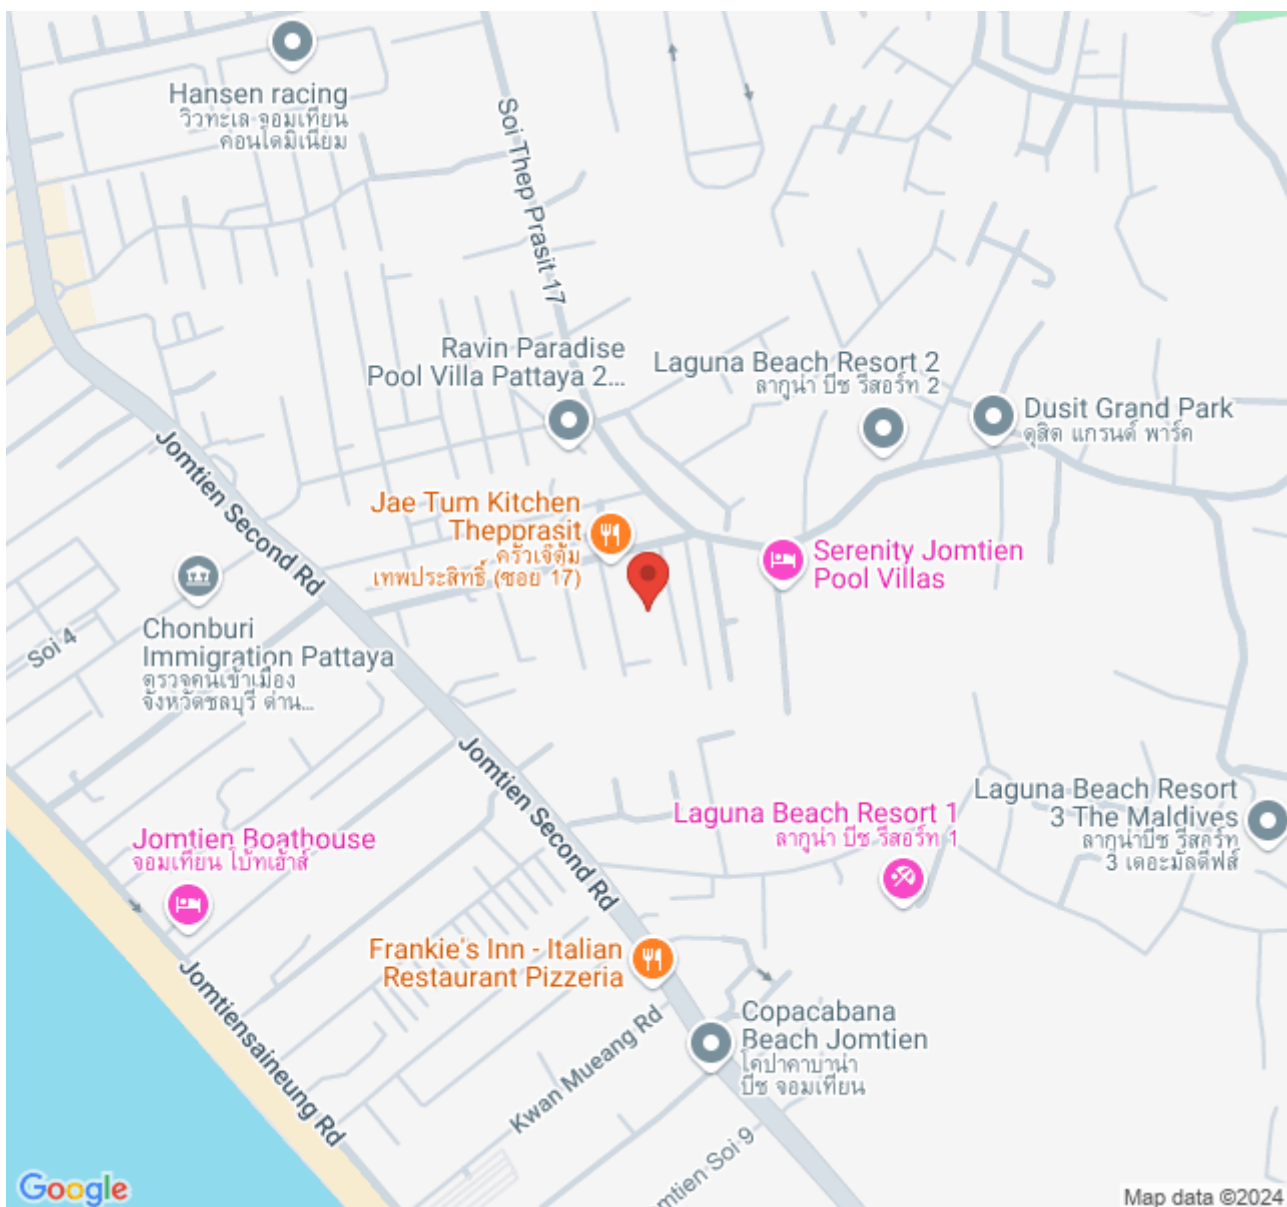 Hansen racing
วิวทะเล จอมเทียน
คอนโดมิเนียม
Soi Thep Prasit 17
Ravin Paradise
Pool Villa Pattaya 2...
Laguna Beach Resort 2
ลากูน่า บีช รีสอร์ท 2
Dusit Grand Park
ดุสิต แกรนด์ พาร์ค
Jomtien Second Rd
Jae Tum Kitchen
Thepprasit
ครัวเจ๊ตุ้ม
เทพประสิทธิ์ (ซอย 17)
Serenity Jomtien
Pool Villas
Soi 4
Chonburi
Immigration Pattaya
ตรวจคนเข้าเมือง
จังหวัดชลบุรี ด่าน...
Jomtien Second Rd
Laguna Beach Resort 1
ลากูน่า บีช รีสอร์ท 1
Laguna Beach Resort
3 The Maldives
ลากูน่าบีช รีสอร์ท
3 เดอะมัลดีฟส์
Jomtien Boathouse
จอมเทียน โบ๊ทเฮ้าส์
Frankie's Inn - Italian
Restaurant Pizzeria
Jomtiensaineung Rd
Kwan Mueang Rd
Copacabana
Beach Jomtien
โคปาคาบาน่า
บีช จอมเทียน
mtien Soi 9
Google
Map data ©2024